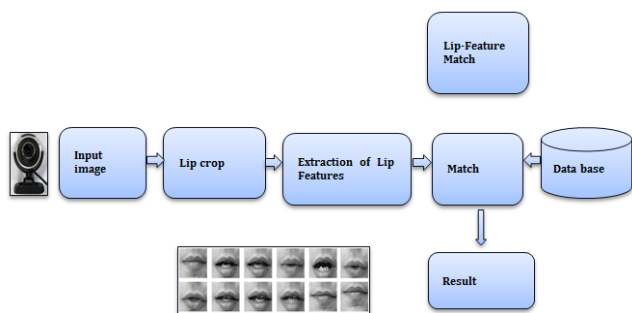 Lip-Feature
Match
Input
image
Lip crop
Extraction of Lip
Features
Match
Data base
Result